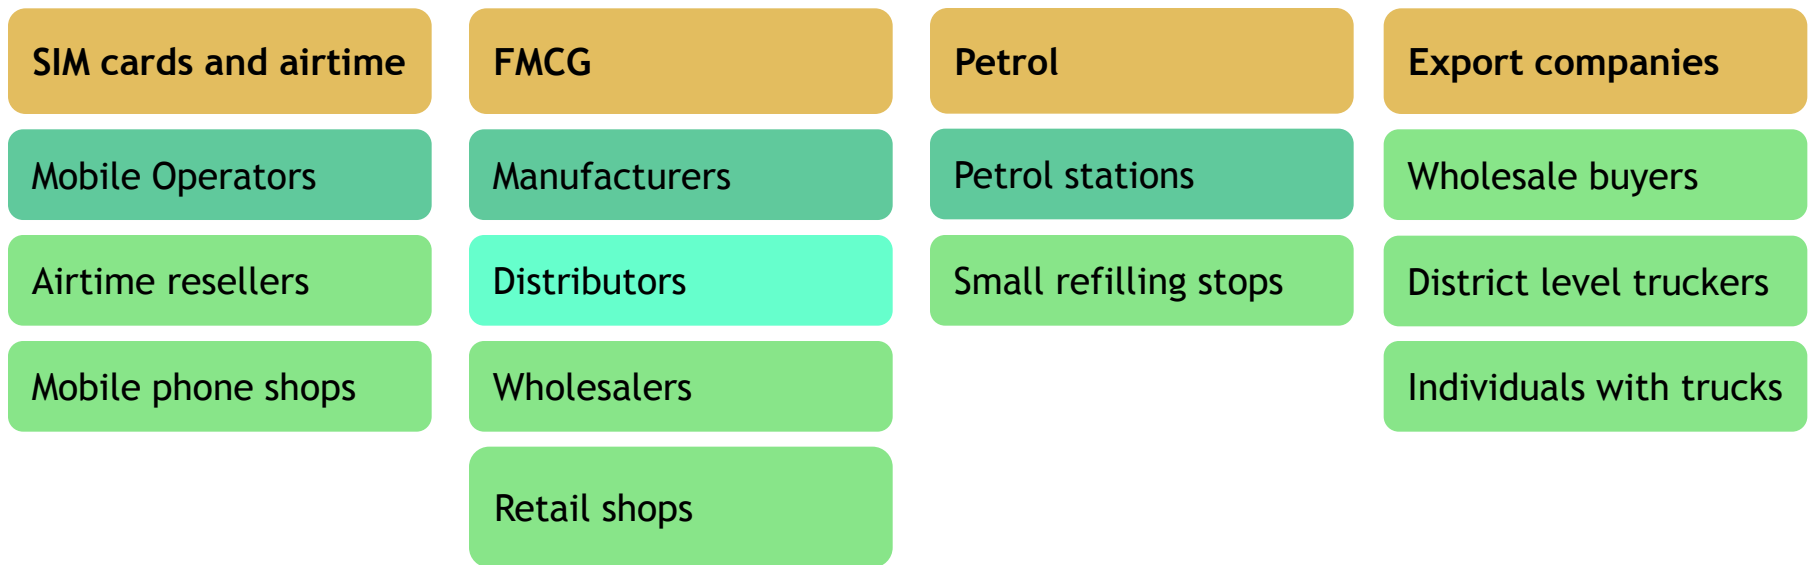 SIM cards and airtime
Mobile Operators
Airtime resellers
Mobile phone shops
FMCG
Manufacturers
Distributors
Wholesalers
Retail shops
Petrol
Petrol stations
Small refilling stops
Export companies
Wholesale buyers
District level truckers
Individuals with trucks